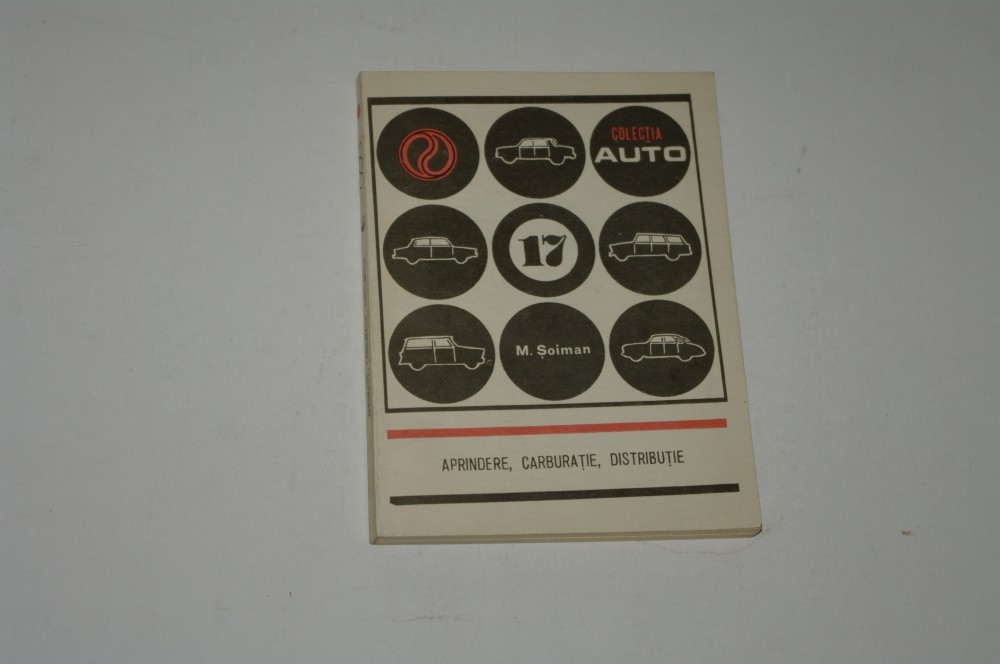 COLECȚIA
AUTO
17
M. Șoiman
APRINDERE, CARBURAȚIE, DISTRIBUȚIE